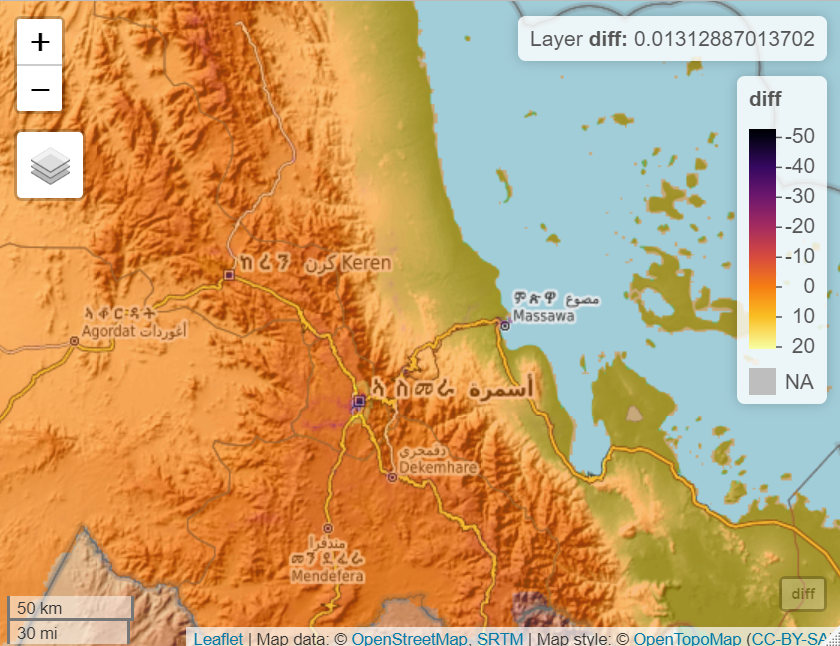 +
−
Layer diff: 0.01312887013702
diff
-50
-40
-30
-20
-10
0
10
20
NA
ከረን كرن Keren
ኣቆርዳት
Agordat أغوردات
ምጽዋ مصوع
Massawa
ኣስመራ أسمرة
دقمحري
Dekemhare
مندفرا
መንደፈራ
Mendefera
diff
50 km
30 mi
Leaflet | Map data: © OpenStreetMap, SRTM | Map style: © OpenTopoMap (CC-BY-SA